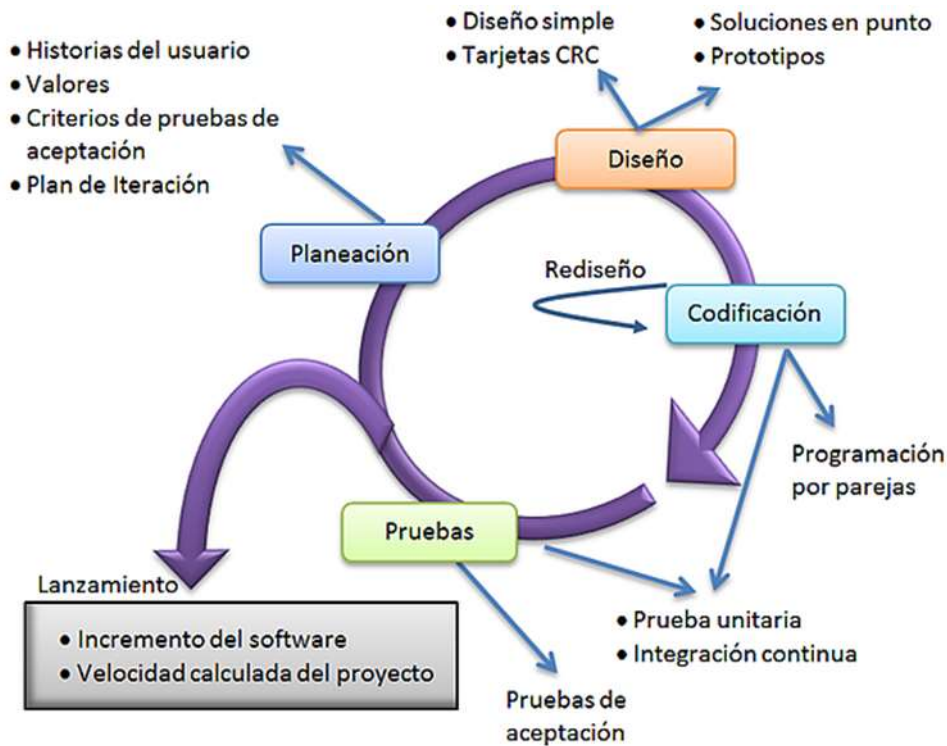 • Historias del usuario
• Valores
• Criterios de pruebas de
aceptación
• Plan de Iteración
• Diseño simple
• Tarjetas CRC
• Soluciones en punto
• Prototipos
Diseño
Planeación
Rediseño
Codificación
Programación
por parejas
Pruebas
Lanzamiento
• Incremento del software
• Velocidad calculada del proyecto
• Prueba unitaria
• Integración continua
Pruebas de
aceptación